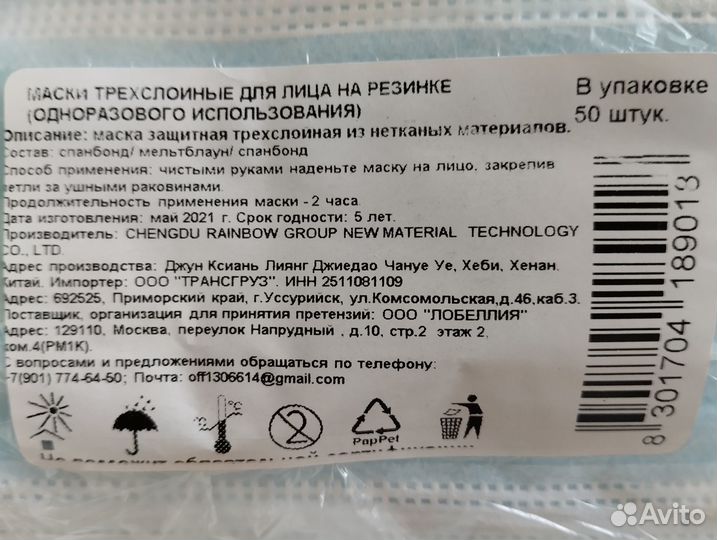 МАСКИ ТРЕХСЛОИНЫЕ ДЛЯ ЛИЦА НА РЕЗИНКЕ
(ОДНОРАЗОВОГО ИСПОЛЬЗОВАНИЯ)
В упаковке
50 штук.
Описание: маска защитная трехслоиная из нетканых материалов.
Состав: спанбонд/ мельтблаун/ спанбонд
Способ применения: чистыми руками наденьте маску на лицо, закрепив
петли за ушными раковинами.
Продолжительность применения маски - 2 часа.
Дата изготовления: май 2021 г. Срок годности: 5 лет.
Производитель: CHENGDU RAINBOW GROUP NEW MATERIAL TECHNOLOGY
CO., LTD
Адрес производства: Джун Ксиань Лиянг Джиедао Чануе Уе, Хеби, Хенан.
Китай. Импортер: ООО "ТРАНСГРУЗ". ИНН 2511081109
Адрес: 692525, Приморский край, г.Уссурийск, ул.Комсомольская,д.46,каб.3.
Поставщик, организация для принятия претензий: ООО "ЛОБЕЛЛИЯ"
Адрес: 129110, Москва, переулок Напрудный , д.10, стр.2 этаж 2,
ком.4(РМ1К).
С вопросами и предложениями обращаться по телефону:
+7(901) 774-64-50; Почта: off1306614@gmail.com
8 301704 189013
2
PapPet
Не
Avito